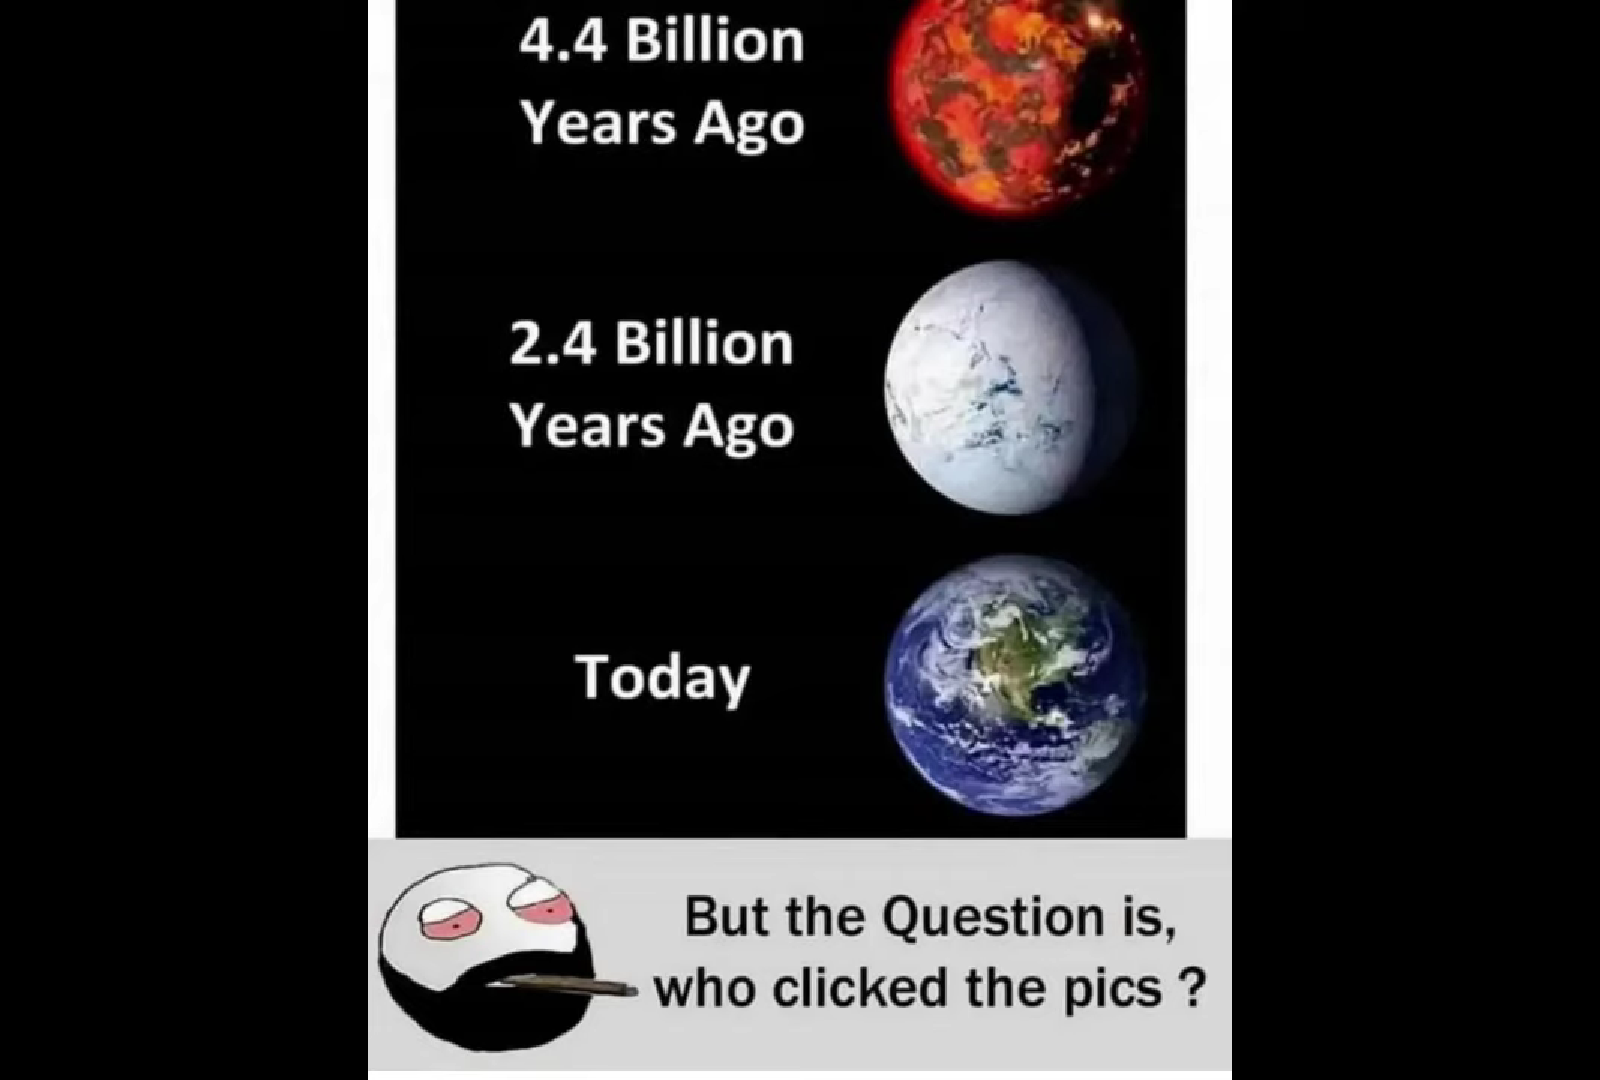 4.4 Billion
Years Ago
2.4 Billion
Years Ago
Today
But the Question is,
who clicked the pics ?